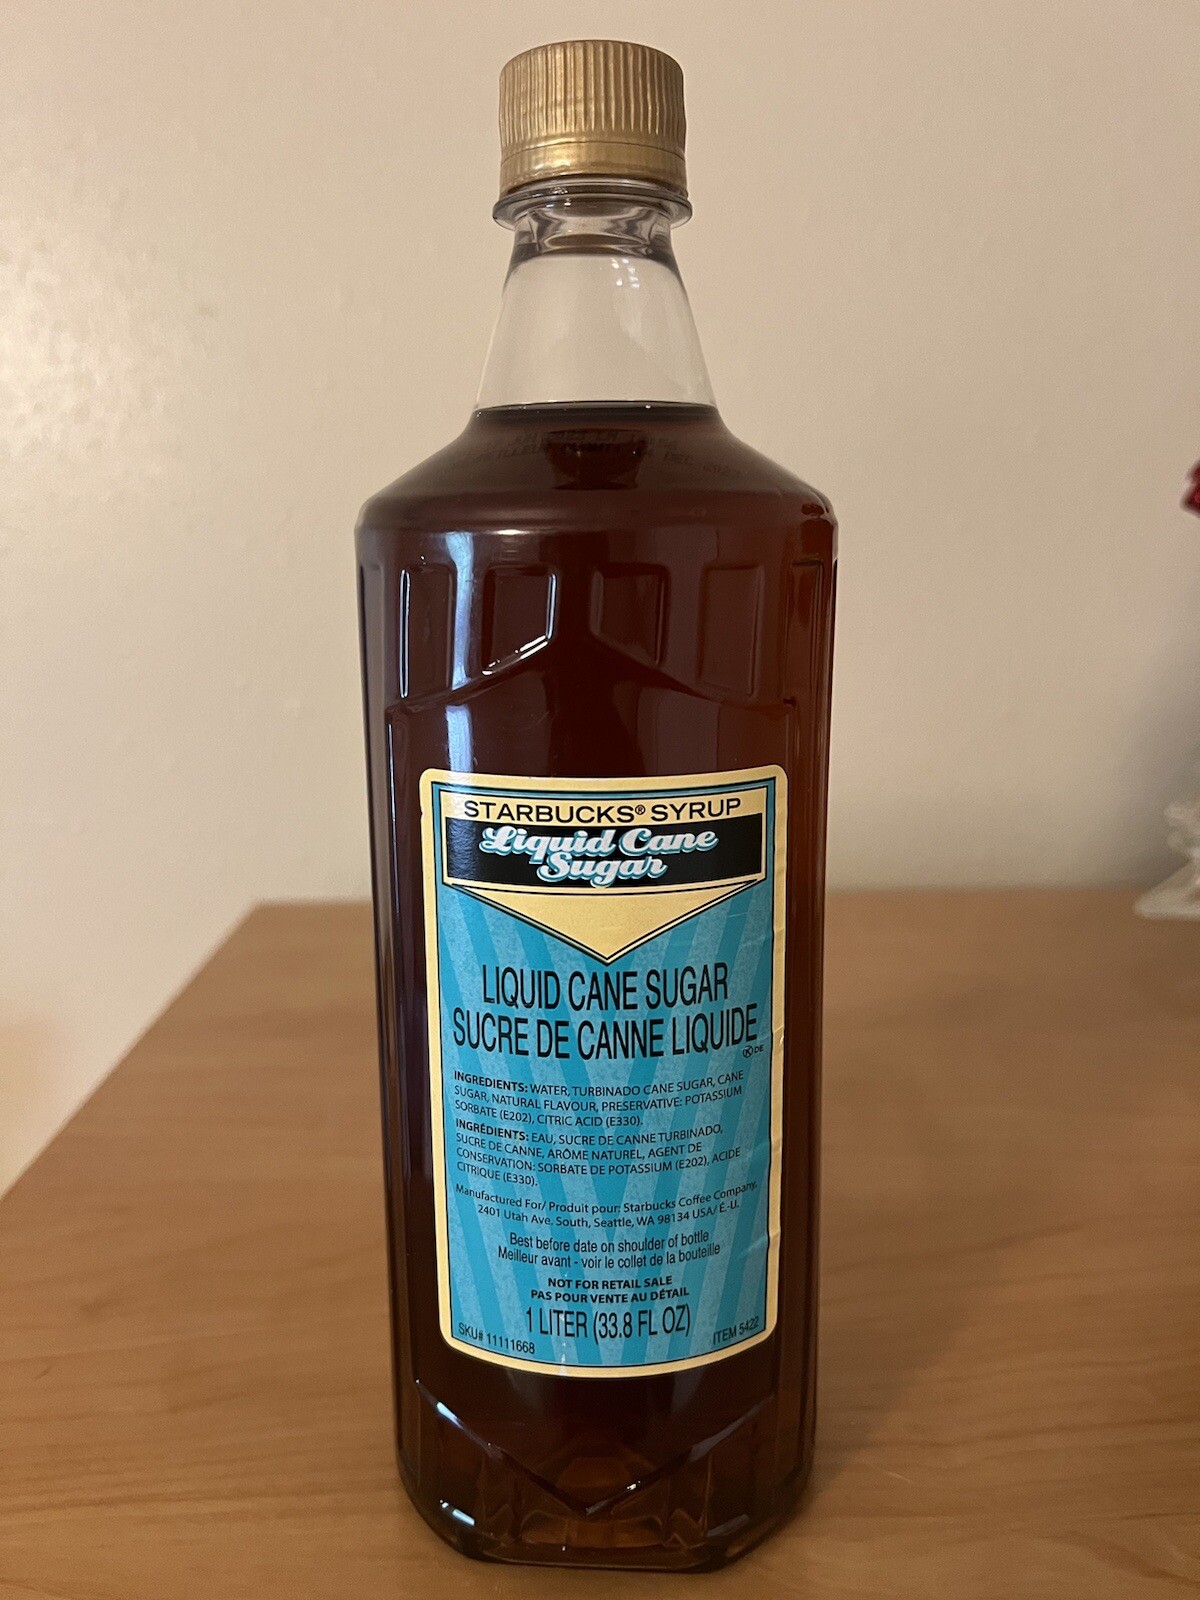 STARBUCKS® SYRUP
Liquid Cane
Sugar
LIQUID CANE SUGAR
SUCRE DE CANNE LIQUIDE
Ⓚ DE
INGREDIENTS: WATER, TURBINADO CANE SUGAR, CANE
SUGAR, NATURAL FLAVOUR, PRESERVATIVE: POTASSIUM
SORBATE (E202), CITRIC ACID (E330).
INGRÉDIENTS: EAU, SUCRE DE CANNE TURBINADO,
SUCRE DE CANNE, ARÔME NATUREL, AGENT DE
CONSERVATION: SORBATE DE POTASSIUM (E202), ACIDE
CITRIQUE (E330).
Manufactured For/ Produit pour: Starbucks Coffee Company,
2401 Utah Ave. South, Seattle, WA 98134 USA/ É.-U.
Best before date on shoulder of bottle
Meilleur avant - voir le collet de la bouteille
NOT FOR RETAIL SALE
PAS POUR VENTE AU DÉTAIL
1 LITER (33.8 FL OZ)
SKU# 11111668
ITEM 5422